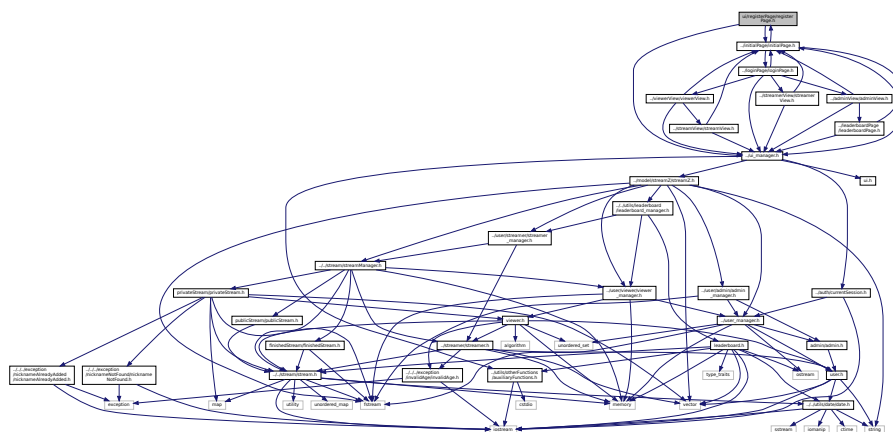 ui/registerPage/register
Page.h
../initialPage/initialPage.h
../loginPage/loginPage.h
../viewerView/viewerView.h
../streamerView/streamer
View.h
../adminView/adminView.h
../streamView/streamView.h
../leaderboardPage
/leaderboardPage.h
../ui_manager.h
../model/streamZ/streamZ.h
ui.h
../../utils/leaderboard
/leaderboard_manager.h
../user/streamer/streamer
_manager.h
../../stream/streamManager.h
privateStream/privateStream.h
../user/viewer/viewer
_manager.h
../user/admin/admin
_manager.h
../auth/currentSession.h
publicStream/publicStream.h
viewer.h
../user_manager.h
finishedStream/finishedStream.h
../streamer/streamer.h
algorithm
unordered_set
leaderboard.h
admin/admin.h
../../../exception
/nicknameAlreadyAdded
/nicknameAlreadyAdded.h
../../../exception
/nicknameNotFound/nickname
NotFound.h
../../stream/stream.h
../../../exception
/invalidAge/invalidAge.h
../utils/otherFunctions
/auxiliaryFunctions.h
type_traits
ostream
user.h
exception
map
utility
unordered_map
fstream
cstdio
memory
vector
../../utils/date/date.h
iostream
sstream
iomanip
ctime
string